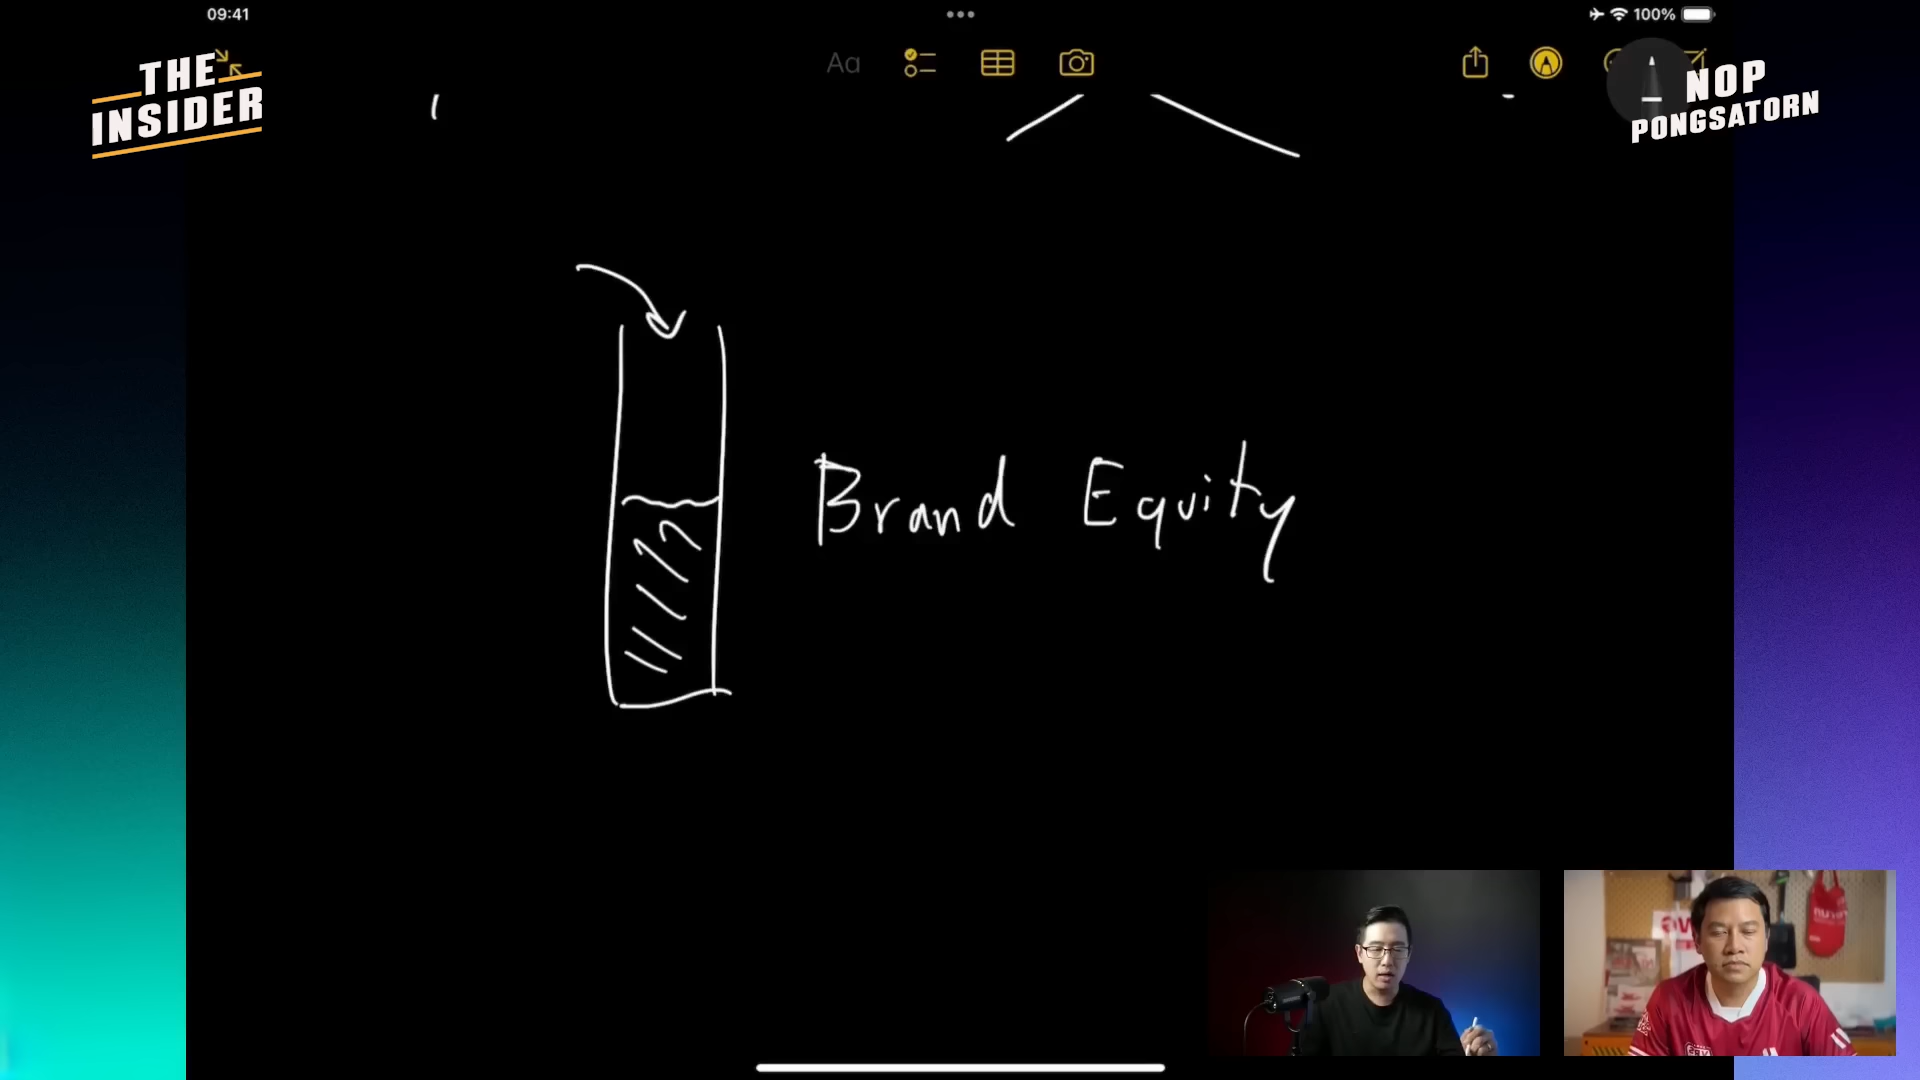 09:41
100%
THE
INSIDER
Aa
NOP
PONGSATORN
Brand Equity